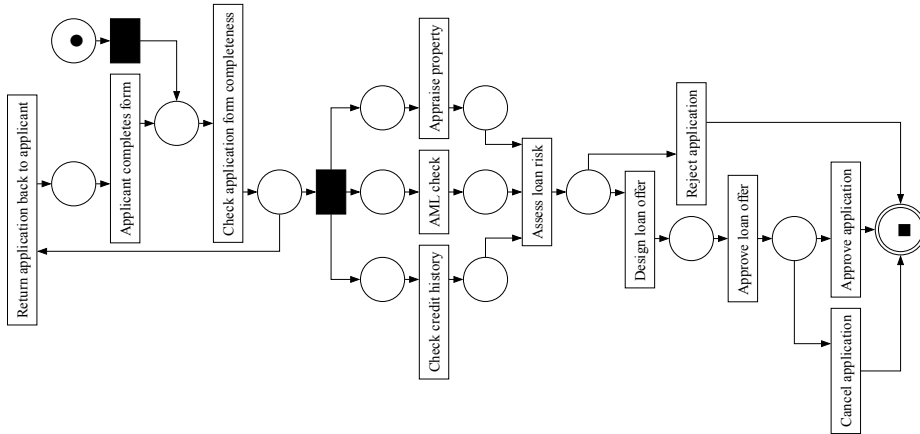 Return application back to applicant
Applicant completes form
Check application form completeness
Check credit history
AML check
Appraise property
Assess loan risk
Design loan offer
Reject application
Approve loan offer
Cancel application
Approve application